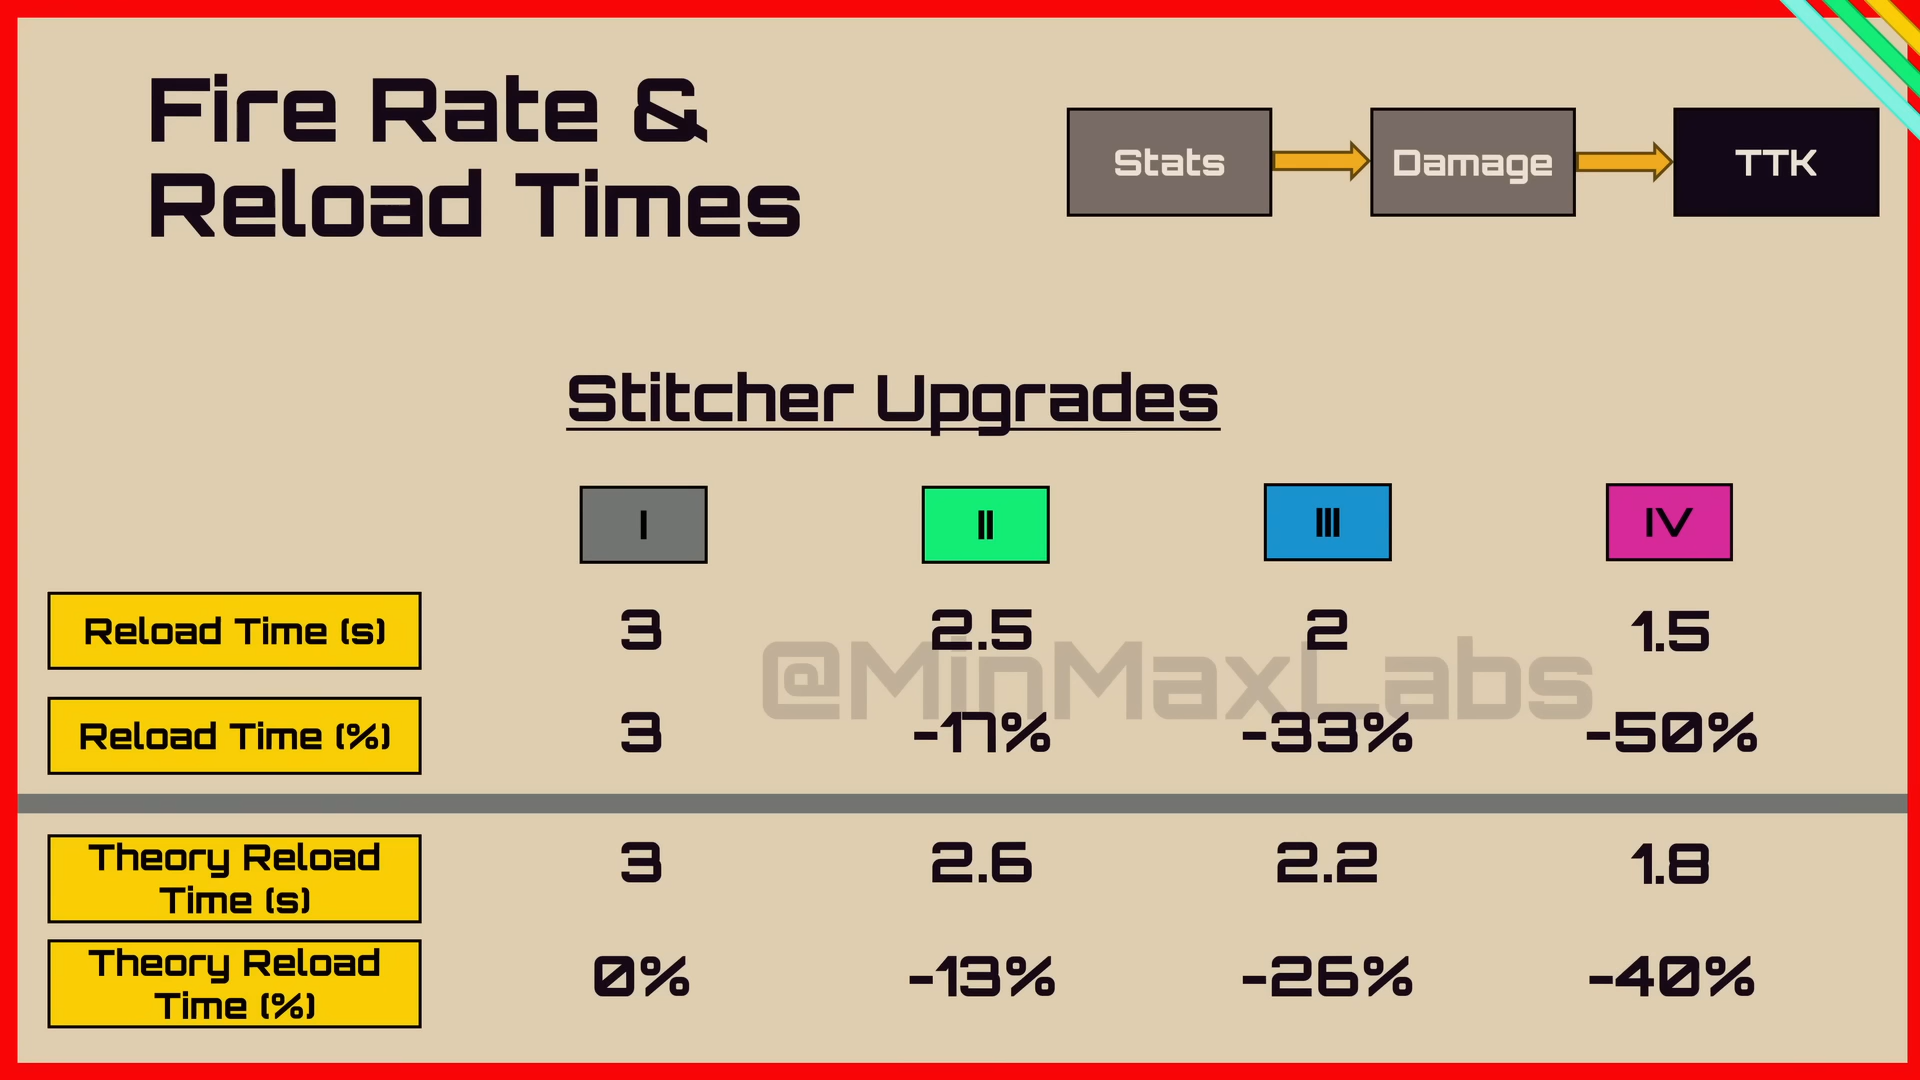 Fire Rate &
Reload Times
Stats
Damage
TTK
Stitcher Upgrades
I
II
III
IV
Reload Time (s)
3
2.5
2
1.5
@MinMaxLabs
Reload Time (%)
3
-17%
-33%
-50%
Theory Reload
Time (s)
3
2.6
2.2
1.8
Theory Reload
Time (%)
0%
-13%
-26%
-40%